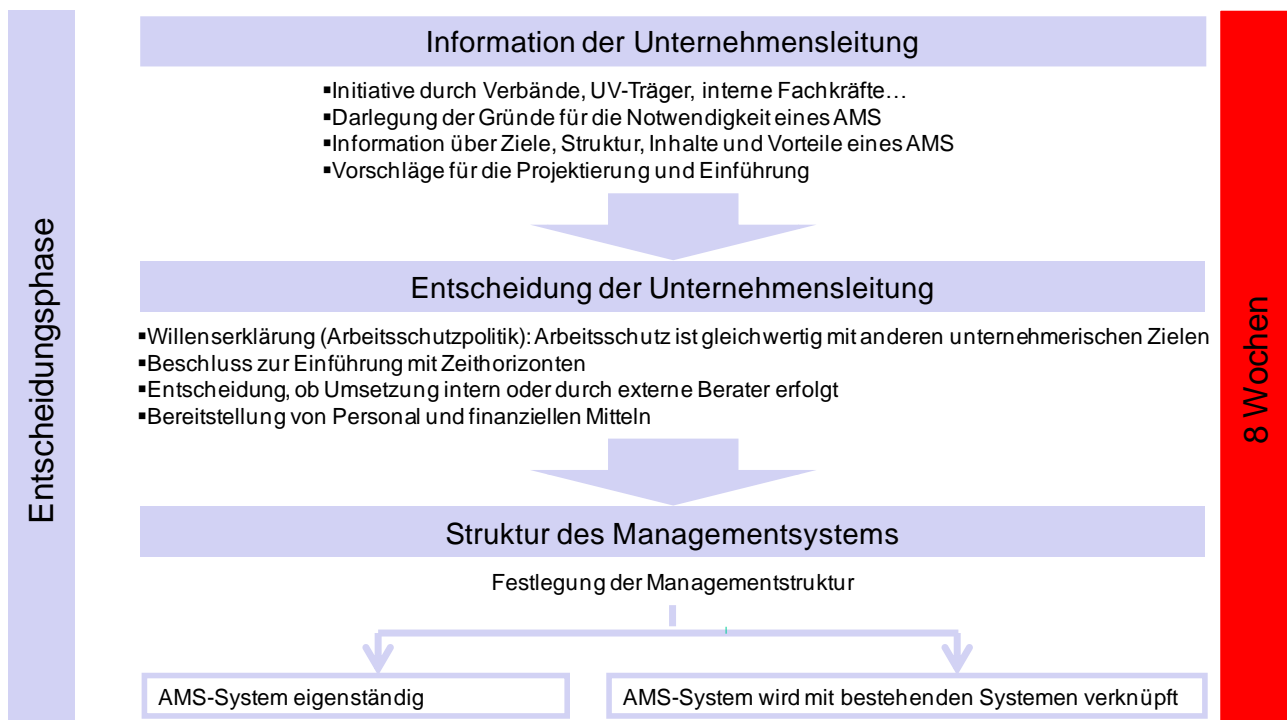 Entscheidungsphase
Information der Unternehmensleitung
▪Initiative durch Verbände, UV-Träger, interne Fachkräfte…
▪Darlegung der Gründe für die Notwendigkeit eines AMS
▪Information über Ziele, Struktur, Inhalte und Vorteile eines AMS
▪Vorschläge für die Projektierung und Einführung
Entscheidung der Unternehmensleitung
▪Willenserklärung (Arbeitsschutzpolitik): Arbeitsschutz ist gleichwertig mit anderen unternehmerischen Zielen
▪Beschluss zur Einführung mit Zeithorizonten
▪Entscheidung, ob Umsetzung intern oder durch externe Berater erfolgt
▪Bereitstellung von Personal und finanziellen Mitteln
Struktur des Managementsystems
Festlegung der Managementstruktur
AMS-System eigenständig
AMS-System wird mit bestehenden Systemen verknüpft
8 Wochen